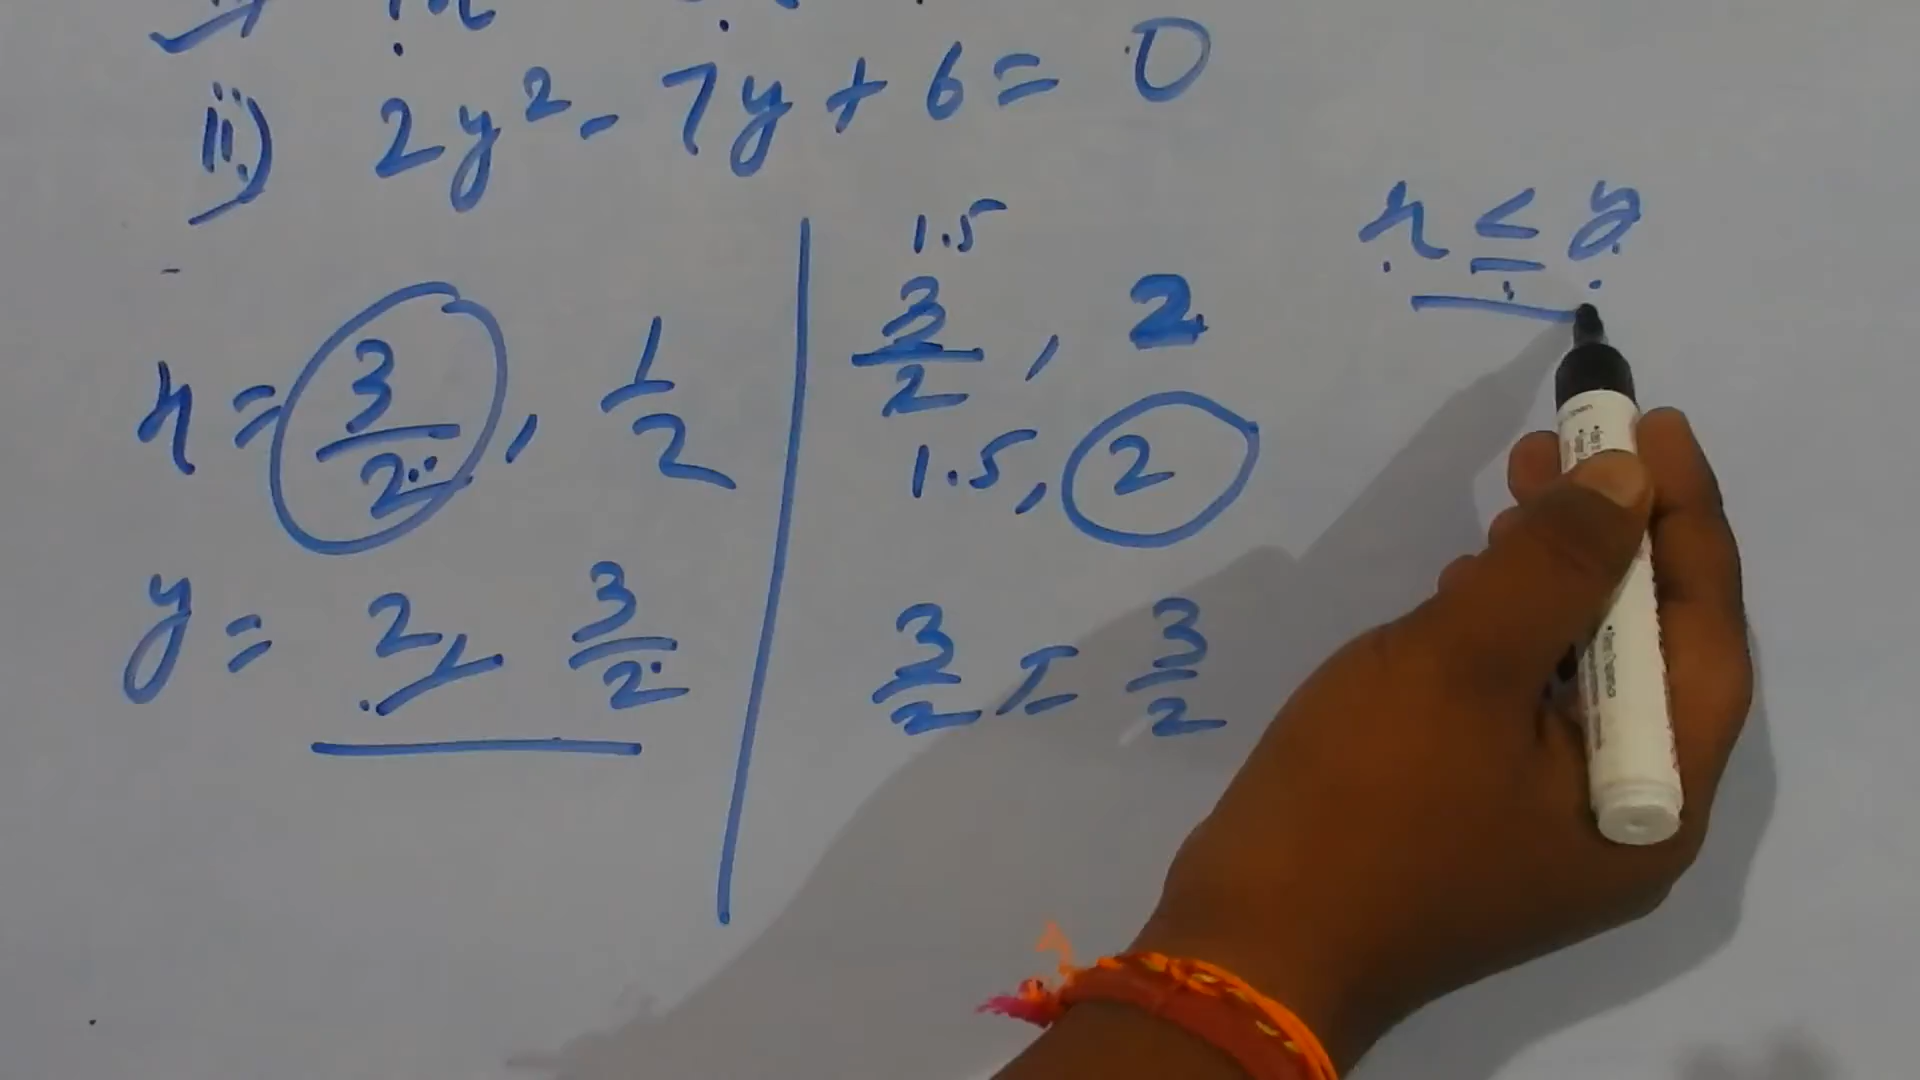 ii) 2y² - 7y + 6 = 0
x ≤ y
1.5
x = 3/2, 1/2
3/2, 2
1.5, 2
y = 2, 3/2
3/2 = 3/2